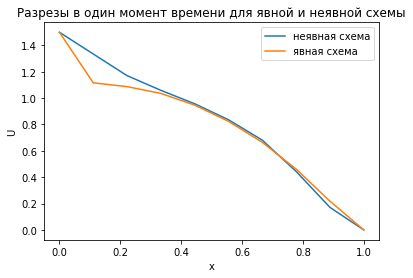 Разрезы в один момент времени для явной и неявной схемы
неявная схема
явная схема
1.4
1.2
1.0
0.8
0.6
0.4
0.2
0.0
U
0.0 0.2 0.4 0.6 0.8 1.0
x